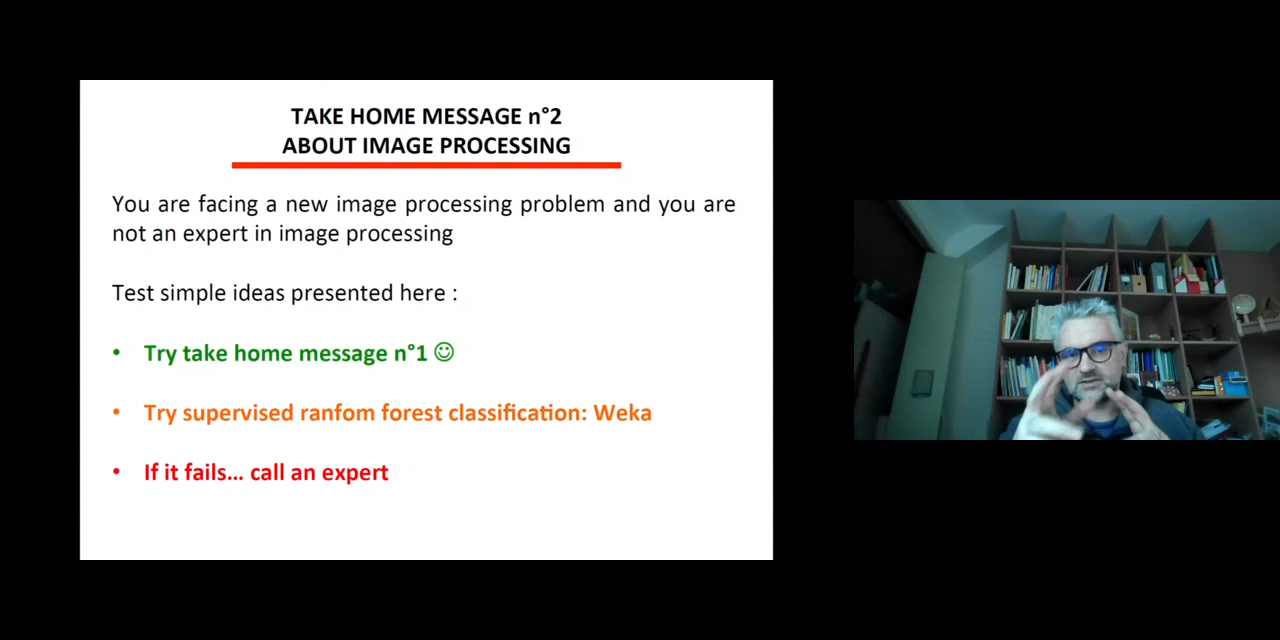 TAKE HOME MESSAGE n°2
ABOUT IMAGE PROCESSING
You are facing a new image processing problem and you are
not an expert in image processing
Test simple ideas presented here :
• Try take home message n°1 ☺
• Try supervised ranfom forest classification: Weka
• If it fails... call an expert